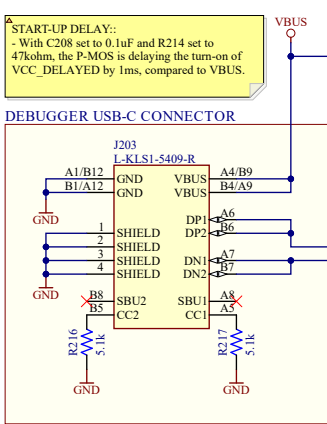 START-UP DELAY::
- With C208 set to 0.1uF and R214 set to
47kohm, the P-MOS is delaying the turn-on of
VCC_DELAYED by 1ms, compared to VBUS.
VBUS
DEBUGGER USB-C CONNECTOR
J203
L-KLS1-5409-R
A1/B12 GND VBUS A4/B9
B1/A12 GND VBUS B4/A9
GND
DP1 A6
1 SHIELD DP2 B6
2 SHIELD
3 SHIELD DN1 A7
4 SHIELD DN2 B7
GND
B8 SBU2 SBU1 A8
B5 CC2 CC1 A5
R216 5.1k R217 5.1k
GND GND